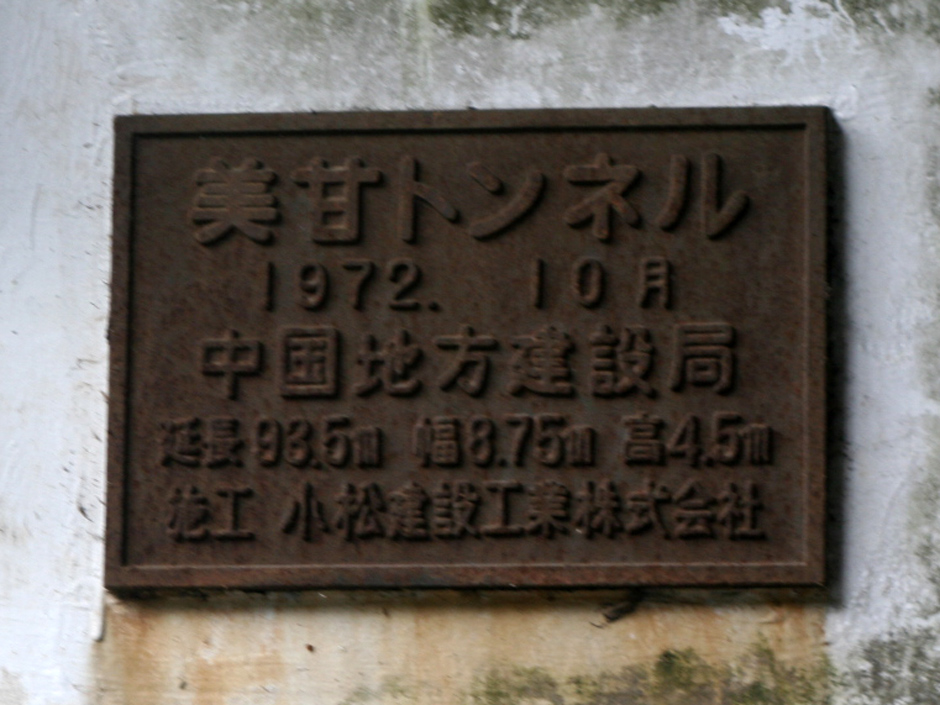 美甘トンネル
1972. 10月
中国地方建設局
延長93.5m 幅8.75m 高4.5m
施工 小松建設工業株式会社